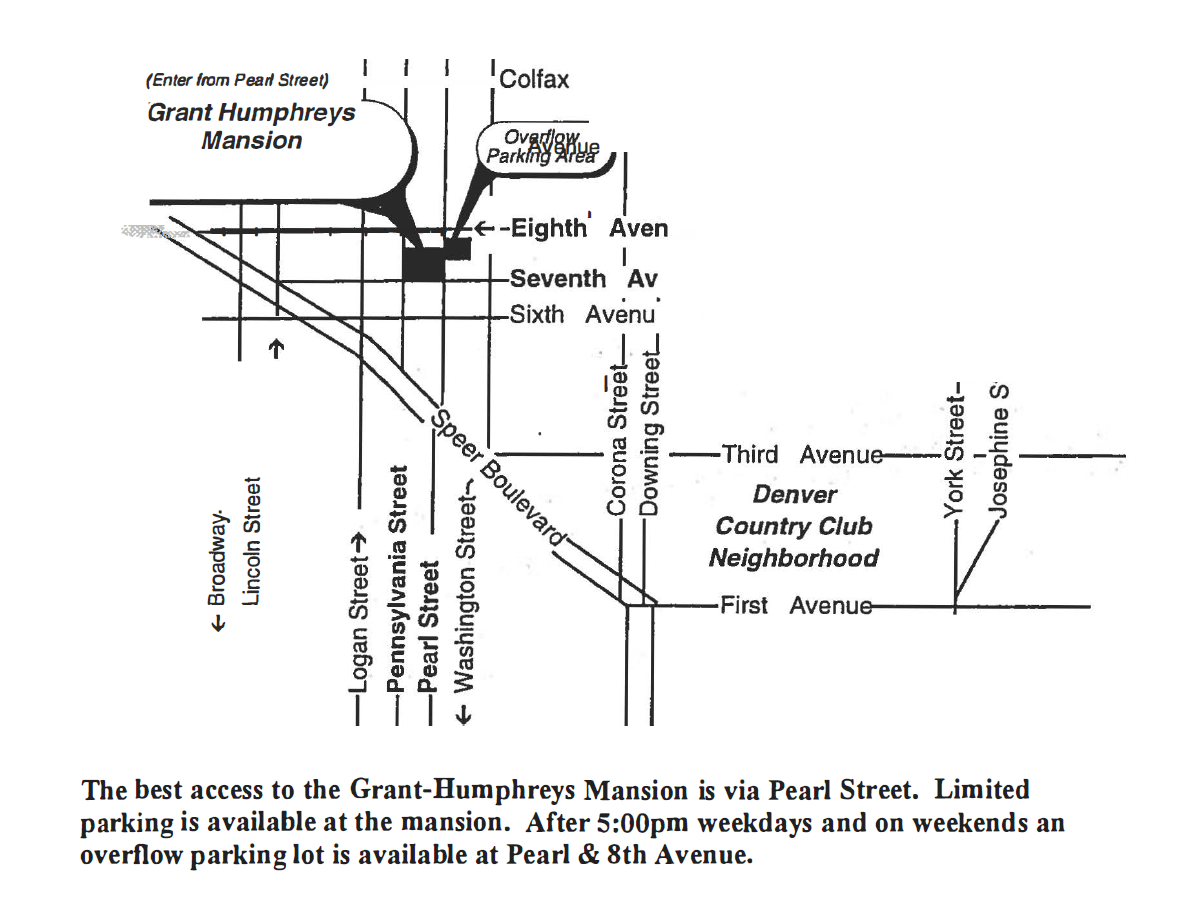 (Enter from Pearl Street)
Grant Humphreys
Mansion
Colfax
Avenue
Overflow
Parking Area
Eighth Aven
Seventh Av
Sixth Avenu
Speer Boulevard
Corona Street
Downing Street
Third Avenue
York Street
Josephine S
Denver
Country Club
Neighborhood
First Avenue
← Broadway
Lincoln Street
Logan Street →
Pennsylvania Street
Pearl Street
← Washington Street
The best access to the Grant-Humphreys Mansion is via Pearl Street. Limited
parking is available at the mansion. After 5:00pm weekdays and on weekends an
overflow parking lot is available at Pearl & 8th Avenue.